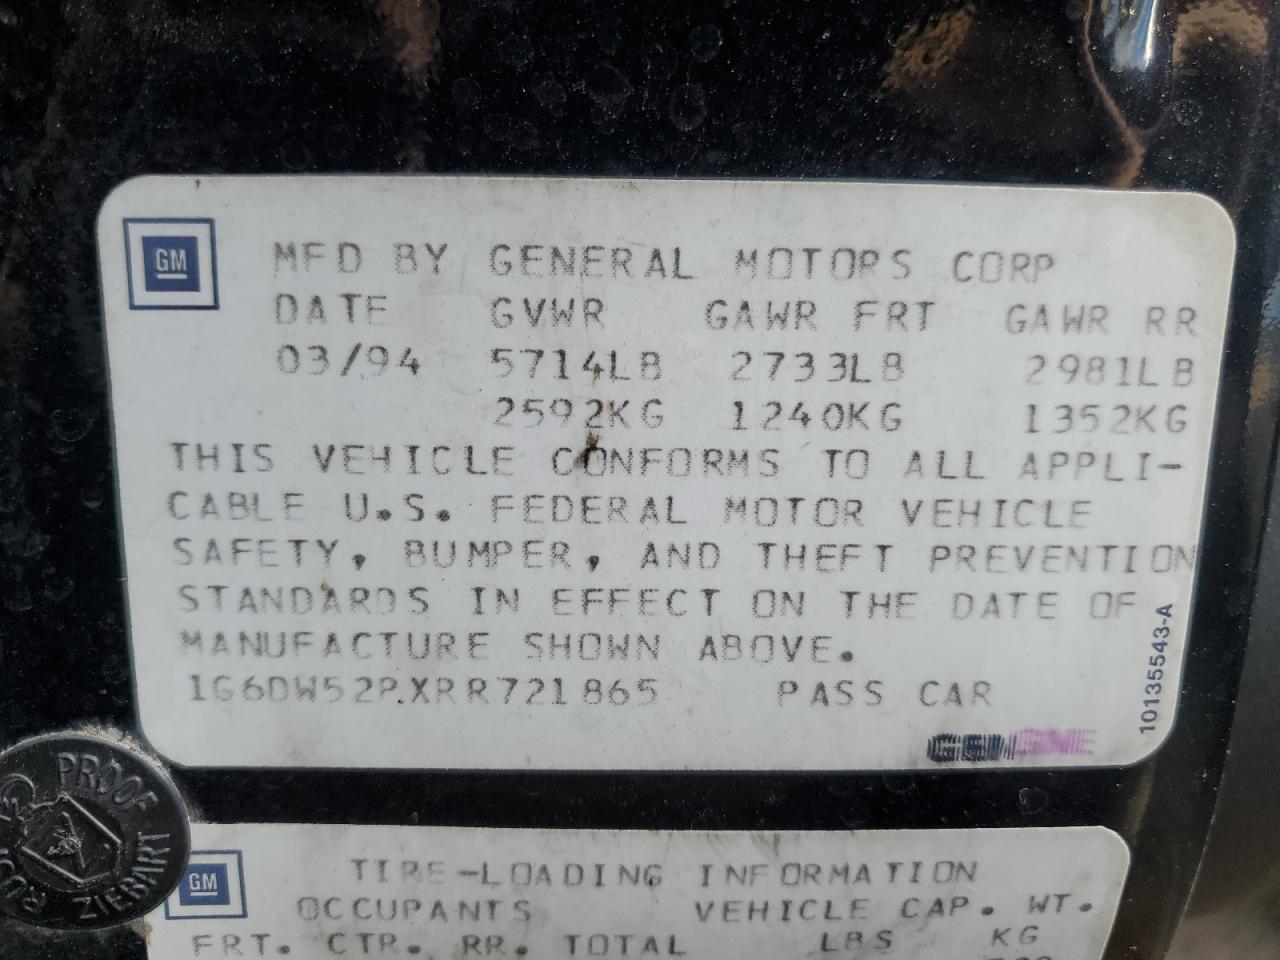 GM
MFD BY GENERAL MOTORS CORP
DATE GVWR GAWR FRT GAWR RR
03/94 5714LB 2733LB 2981LB
2592KG 1240KG 1352KG
THIS VEHICLE CONFORMS TO ALL APPLI-
CABLE U.S. FEDERAL MOTOR VEHICLE
SAFETY, BUMPER, AND THEFT PREVENTION
STANDARDS IN EFFECT ON THE DATE OF
MANUFACTURE SHOWN ABOVE.
1G6DW52P.XRR721865 PASS CAR
10135543-A
PROOF
ZIEBART
GM
TIRE-LOADING INFORMATION
OCCUPANTS VEHICLE CAP. WT.
FRT. CTR. RR. TOTAL LBS KG